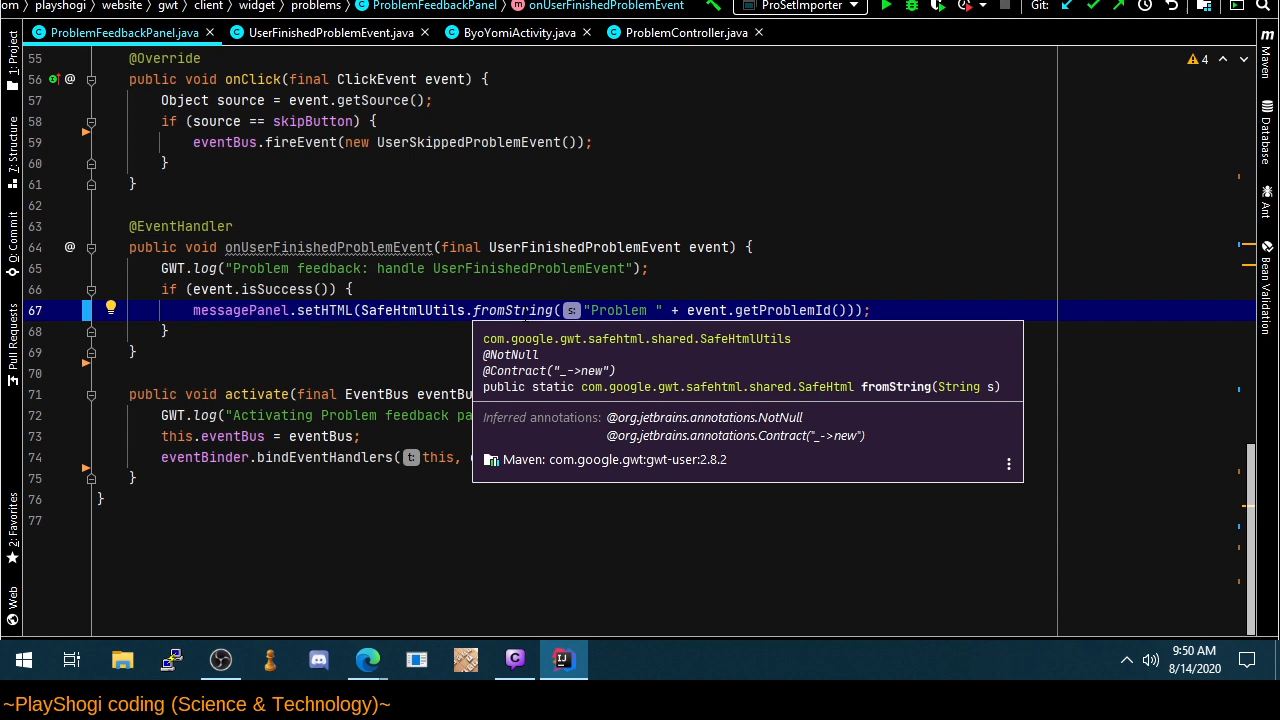 om › playshogi › website › gwt › client › widget › problems › ProblemFeedbackPanel › onUserFinishedProblemEvent ProSetImporter Git:
ProblemFeedbackPanel.java × UserFinishedProblemEvent.java × ByoYomiActivity.java × ProblemController.java ×
1: Project
7: Structure
0: Commit
Pull Requests
2: Favorites
Web
55 @Override
56 @ public void onClick(final ClickEvent event) {
57 Object source = event.getSource();
58 if (source == skipButton) {
59 eventBus.fireEvent(new UserSkippedProblemEvent());
60 }
61 }
62
63 @EventHandler
64 @ public void onUserFinishedProblemEvent(final UserFinishedProblemEvent event) {
65 GWT.log("Problem feedback: handle UserFinishedProblemEvent");
66 if (event.isSuccess()) {
67 messagePanel.setHTML(SafeHtmlUtils.fromString( s: "Problem " + event.getProblemId()));
68 }
69 }
70
71 public void activate(final EventBus eventBu
72 GWT.log("Activating Problem feedback pa
73 this.eventBus = eventBus;
74 eventBinder.bindEventHandlers( t: this,
75 }
76 }
77
com.google.gwt.safehtml.shared.SafeHtmlUtils
@NotNull
@Contract("_->new")
public static com.google.gwt.safehtml.shared.SafeHtml fromString(String s)
Inferred annotations: @org.jetbrains.annotations.NotNull
@org.jetbrains.annotations.Contract("_->new")
Maven: com.google.gwt:gwt-user:2.8.2
4
m Maven
Database
Ant
Bean Validation
9:50 AM
8/14/2020
~PlayShogi coding (Science & Technology)~